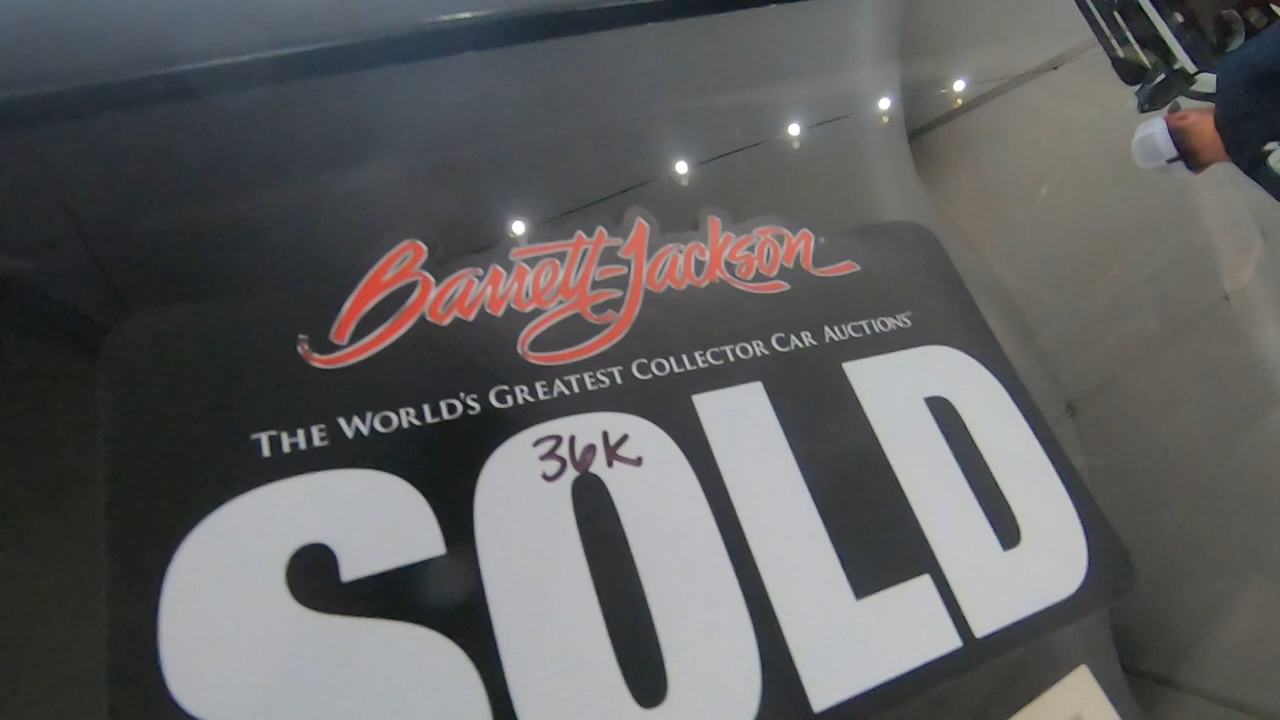 Barrett-Jackson
THE WORLD'S GREATEST COLLECTOR CAR AUCTIONS
36K
SOLD